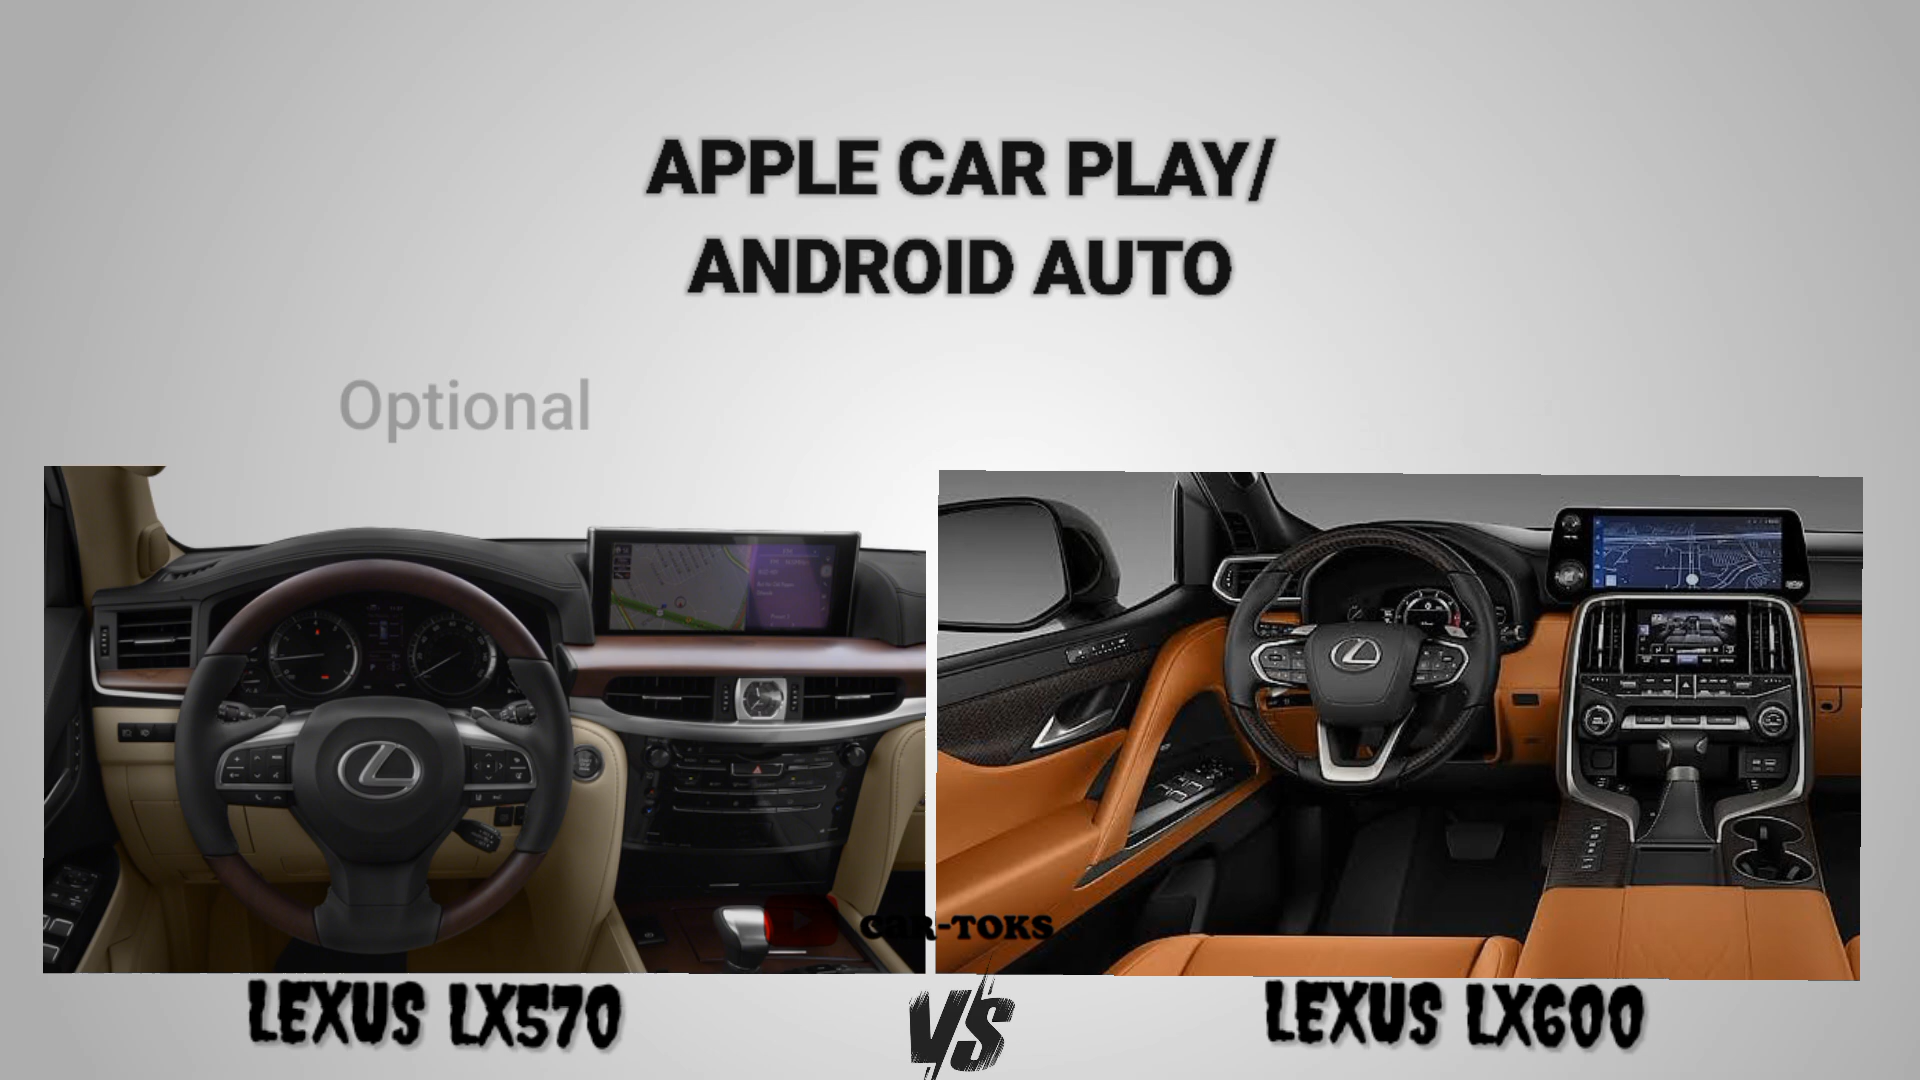 APPLE CAR PLAY/
ANDROID AUTO
Optional
CAR-TOKS
LEXUS LX570
VS
LEXUS LX600